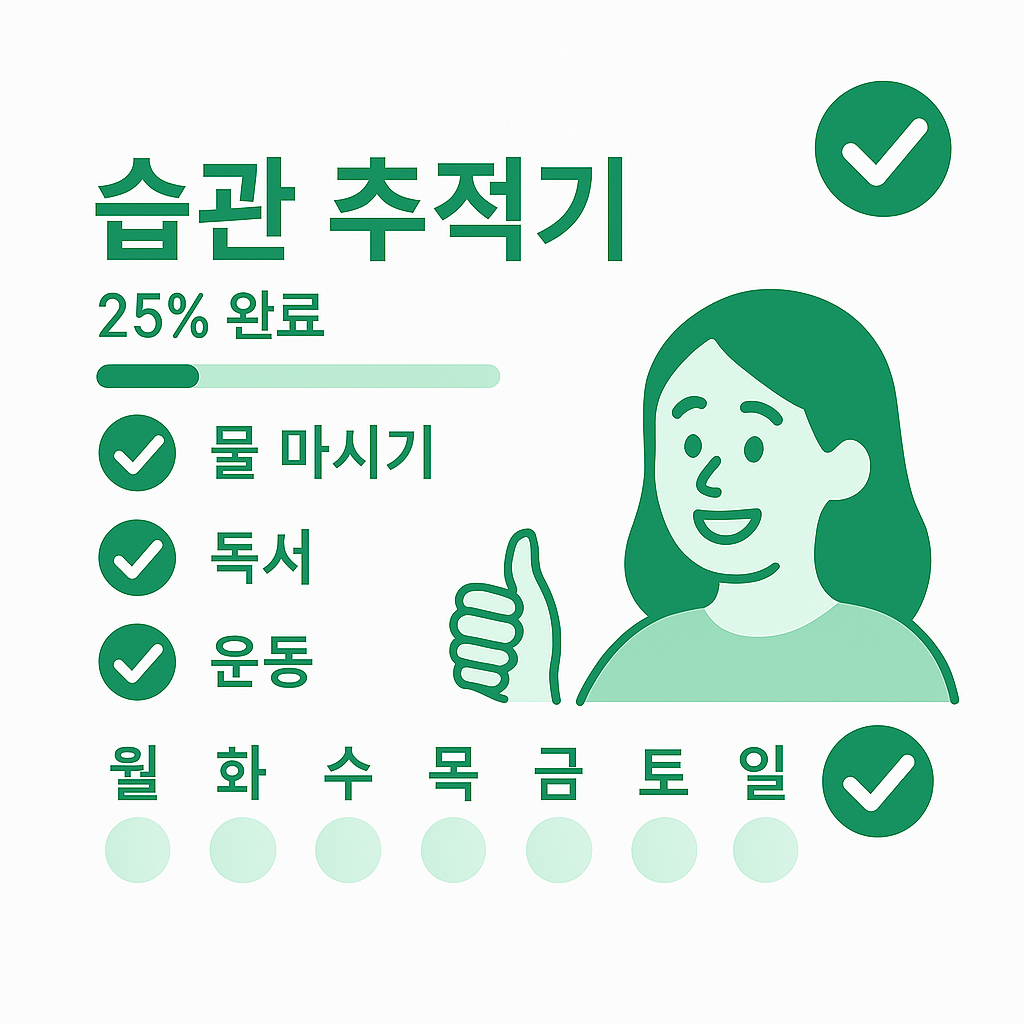 습관 추적기
25% 완료
물 마시기
독서
운동
월 화 수 목 금 토 일